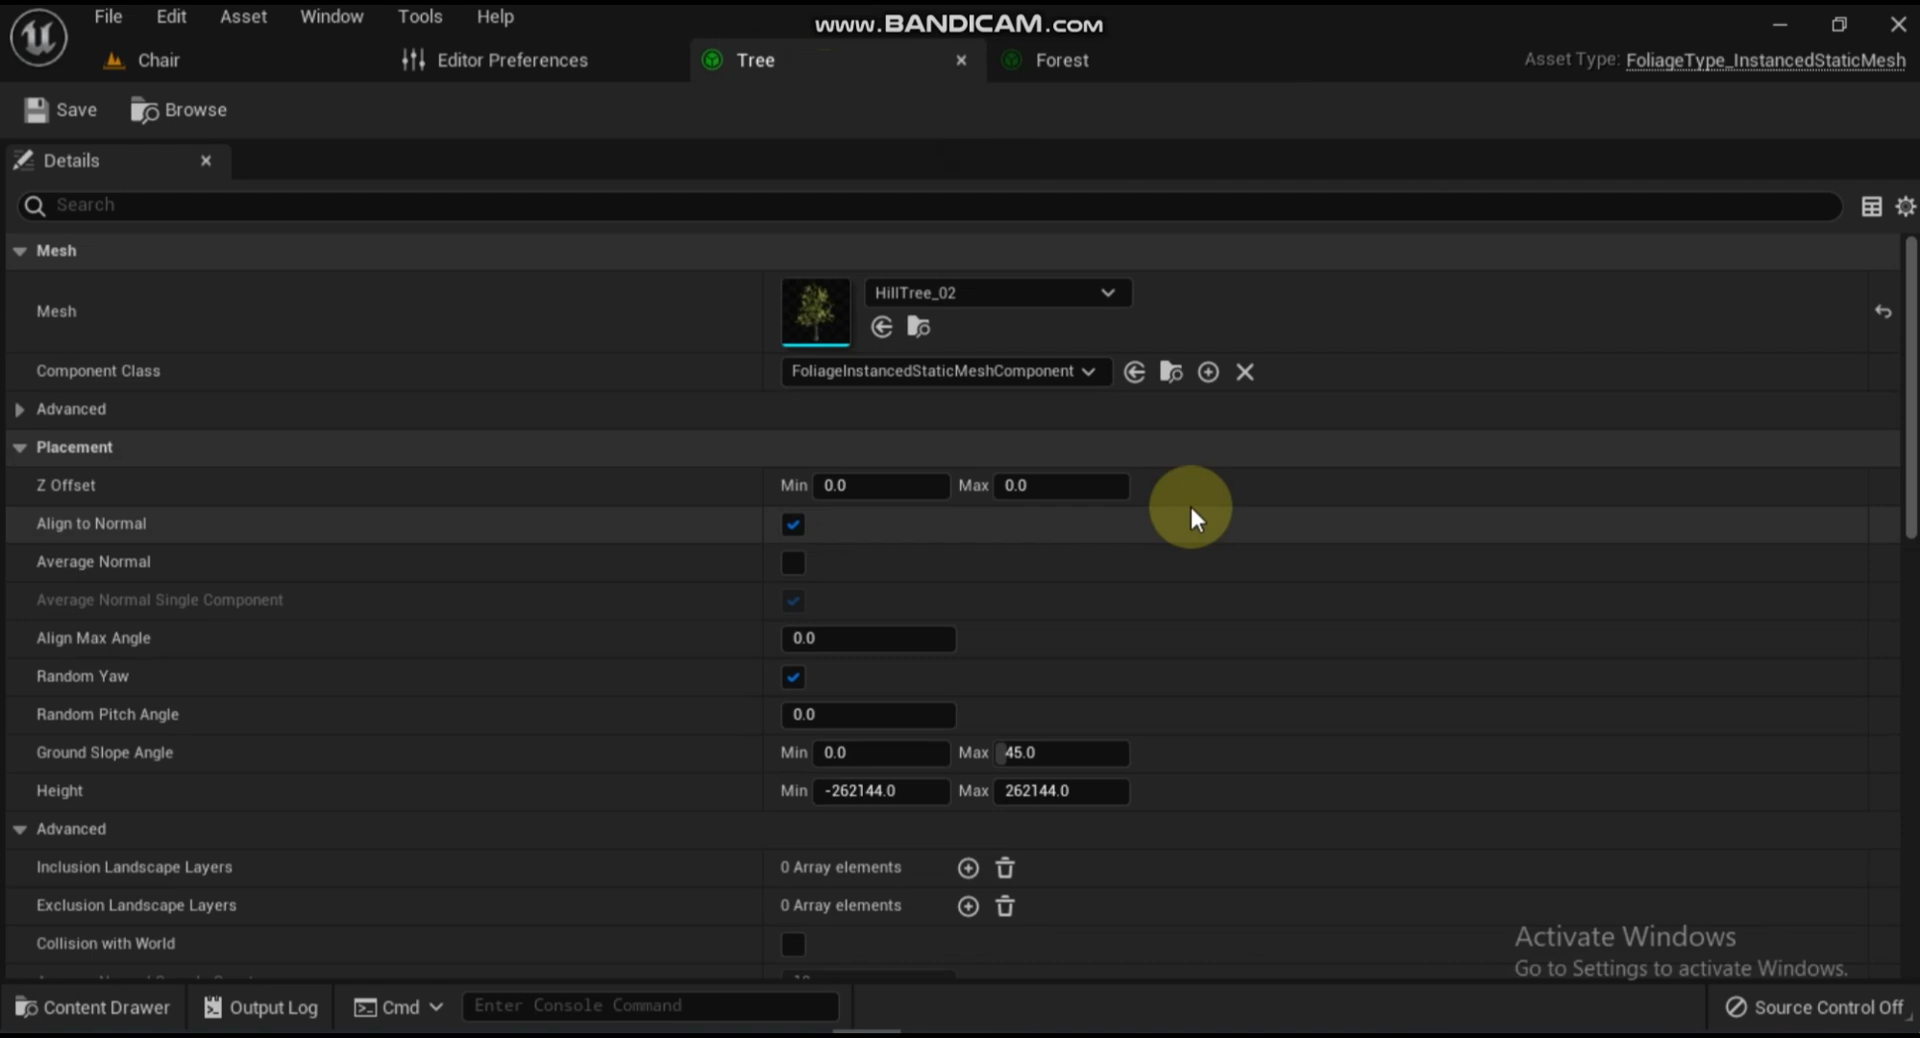 File Edit Asset Window Tools Help
www.BANDICAM.com
Chair
Editor Preferences
Tree
Forest
Asset Type: FoliageType_InstancedStaticMesh
Save Browse
Details
Search
Mesh
Mesh
HillTree_02
Component Class FoliageInstancedStaticMeshComponent
Advanced
Placement
Z Offset Min 0.0 Max 0.0
Align to Normal
Average Normal
Average Normal Single Component
Align Max Angle 0.0
Random Yaw
Random Pitch Angle 0.0
Ground Slope Angle Min 0.0 Max 45.0
Height Min -262144.0 Max 262144.0
Advanced
Inclusion Landscape Layers 0 Array elements
Exclusion Landscape Layers 0 Array elements
Collision with World
Activate Windows
Go to Settings to activate Windows.
Content Drawer Output Log Cmd Enter Console Command Source Control Off